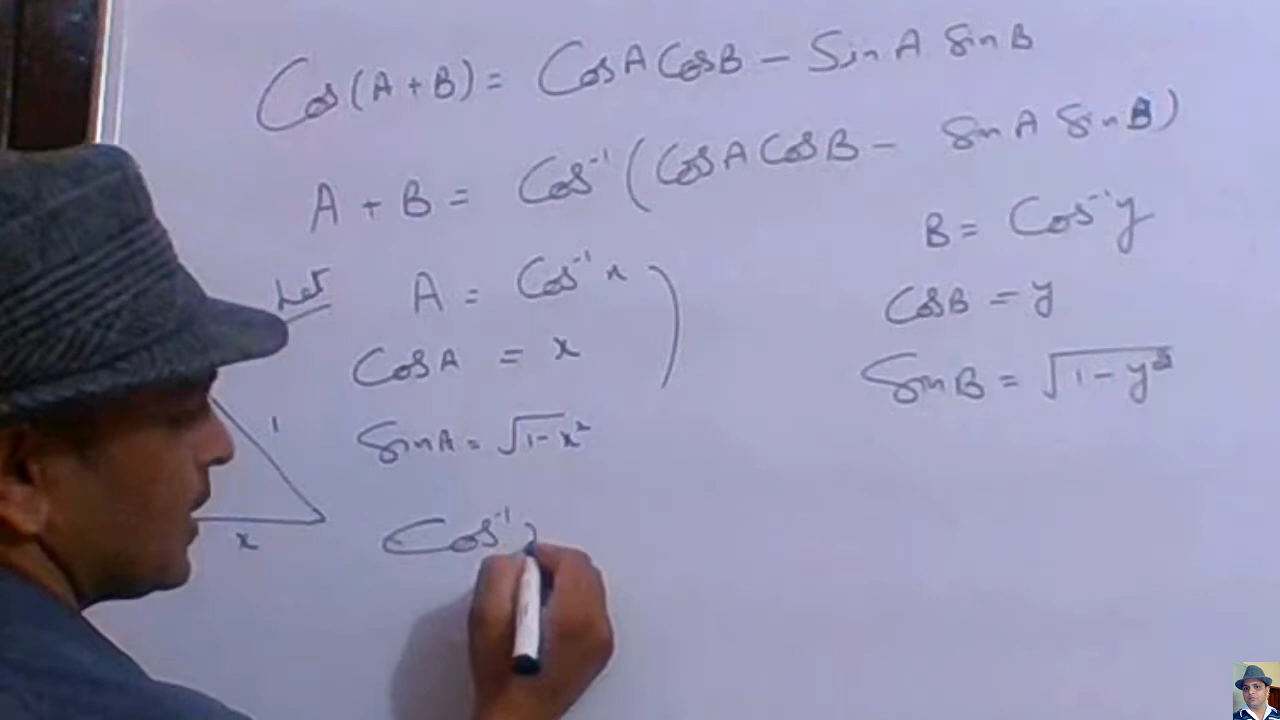 Cos(A + B) = CosA CosB - Sin A Sin B
A + B = Cos⁻¹ (CosA CosB - Sin A Sin B)
Let A = Cos⁻¹ x
B = Cos⁻¹ y
CosA = x
CosB = y
SinA = √1-x²
SinB = √1-y²
1
x
Cos⁻¹